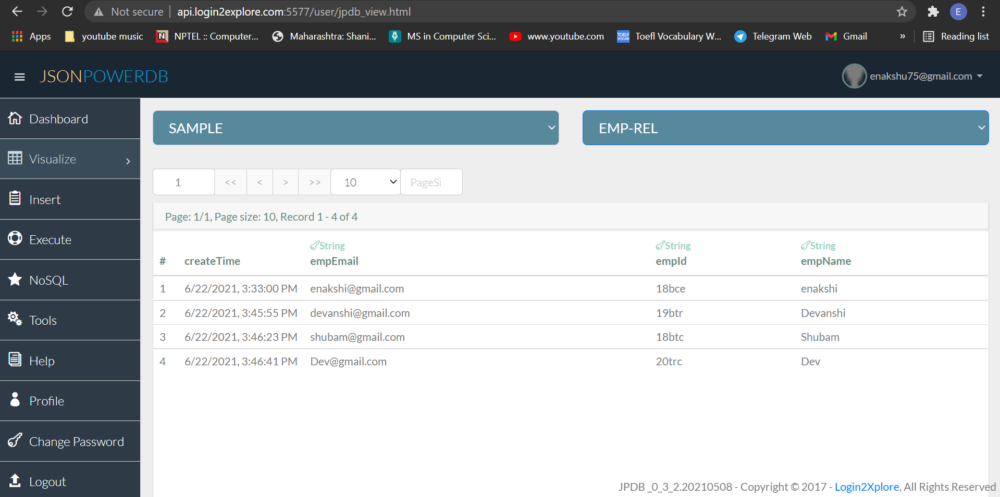 Not secure | api.login2explore.com:5577/user/jpdb_view.html
E
Apps youtube music NPTEL :: Computer... Maharashtra: Shani... MS in Computer Sci... www.youtube.com Toefl Vocabulary W... Telegram Web Gmail » Reading list
JSONPOWERDB
enakshu75@gmail.com
Dashboard
Visualize
Insert
Execute
NoSQL
Tools
Help
Profile
Change Password
Logout
SAMPLE
EMP-REL
1 << < > >> 10 PageSi
Page: 1/1, Page size: 10, Record 1 - 4 of 4
String String String
# createTime empEmail empId empName
1 6/22/2021, 3:33:00 PM enakshi@gmail.com 18bce enakshi
2 6/22/2021, 3:45:55 PM devanshi@gmail.com 19btr Devanshi
3 6/22/2021, 3:46:23 PM shubam@gmail.com 18btc Shubam
4 6/22/2021, 3:46:41 PM Dev@gmail.com 20trc Dev
JPDB _0_3_2.20210508 - Copyright © 2017 - Login2Xplore, All Rights Reserved